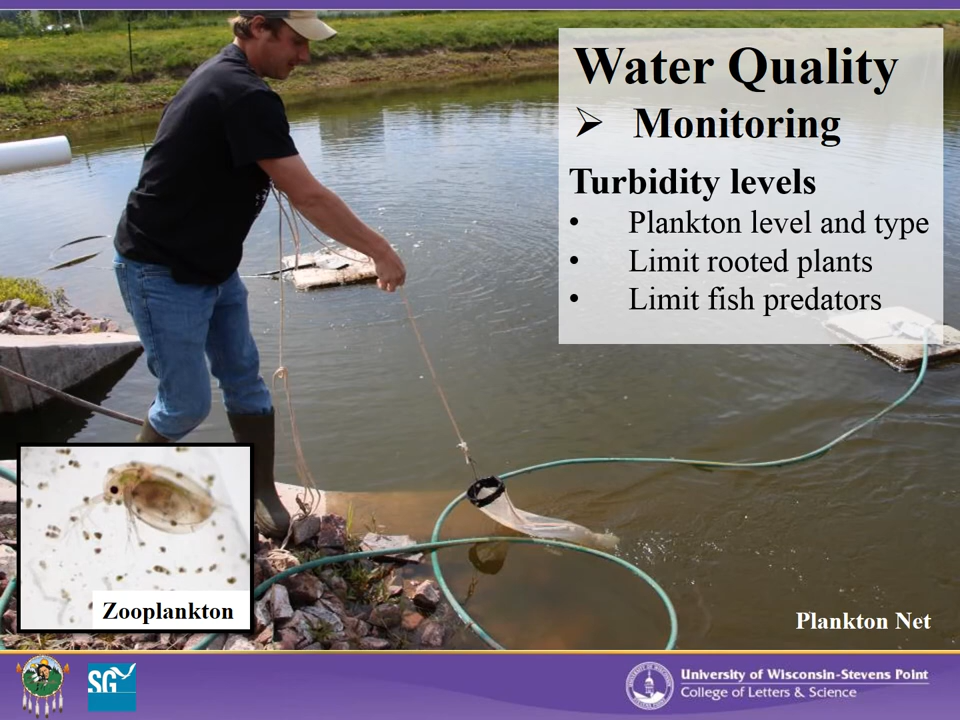 Water Quality
➢ Monitoring
Turbidity levels
• Plankton level and type
• Limit rooted plants
• Limit fish predators
Zooplankton
Plankton Net
SG
University of Wisconsin-Stevens Point
College of Letters & Science